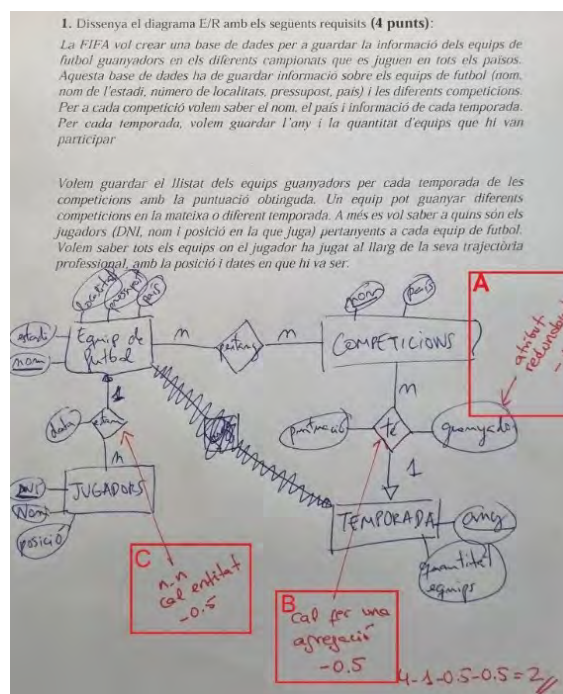 1. Dissenya el diagrama E/R amb els següents requisits (4 punts):
La FIFA vol crear una base de dades per a guardar la informació dels equips de
futbol guanyadors en els diferents campionats que es juguen en tots els països.
Aquesta base de dades ha de guardar informació sobre els equips de futbol (nom,
nom de l'estadi, número de localitats, pressupost, país) i les diferents competicions.
Per a cada competició volem saber el nom, el país i informació de cada temporada.
Per cada temporada, volem guardar l'any i la quantitat d'equips que hi van
participar
Volem guardar el llistat dels equips guanyadors per cada temporada de les
competicions amb la puntuació obtinguda. Un equip pot guanyar diferents
competicions en la mateixa o diferent temporada. A més es vol saber a quins són els
jugadors (DNI, nom i posició en la que juga) pertanyents a cada equip de futbol.
Volem saber tots els equips on el jugador ha jugat al llarg de la seva trajectòria
professional, amb la posició i dates en que hi va ser.
país
nom
país
A
estadi
nom
Equip de
futbol
n
n
COMPETICIONS
atribut
redundant
1
n
data
puntuació
té
guanyador
n
1
DNI
Nom
posició
JUGADORS
TEMPORADA
any
quantitat
equips
C
n-n
cal entitat
-0.5
B
cal fer una
agregació
-0.5
4-1-0.5-0.5=2